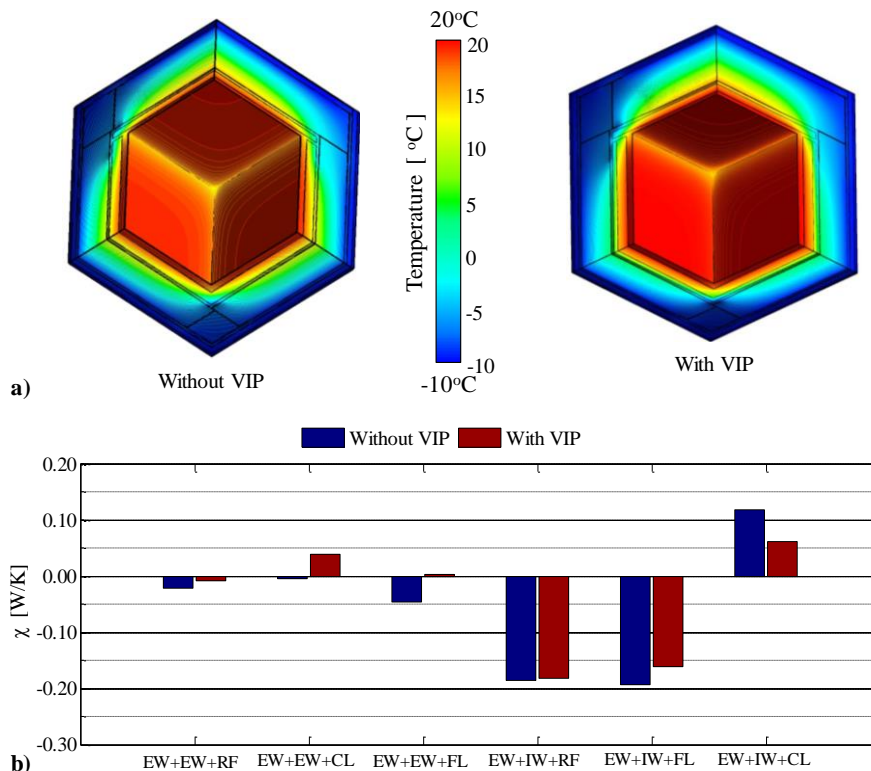 20°C
20
15
10
5
0
-5
-10
-10°C
Temperature [ °C ]
Without VIP
With VIP
a)
Without VIP
With VIP
0.20
0.10
0.00
-0.10
-0.20
-0.30
χ [W/K]
EW+EW+RF
EW+EW+CL
EW+EW+FL
EW+IW+RF
EW+IW+FL
EW+IW+CL
b)